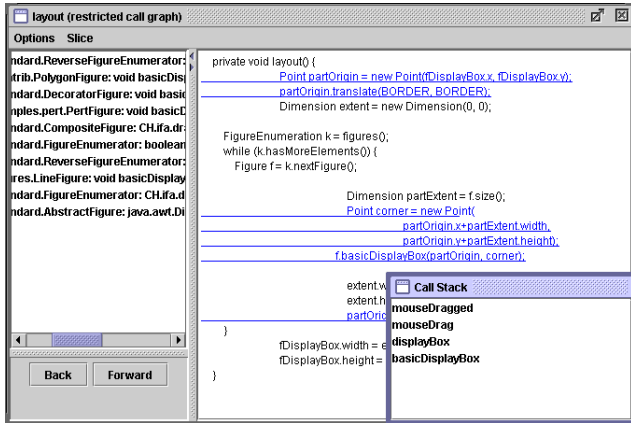 layout (restricted call graph)
Options Slice
ndard.ReverseFigureEnumerator:
trib.PolygonFigure: void basicDis
ndard.DecoratorFigure: void basic
nples.pert.PertFigure: void basicD
ndard.CompositeFigure: CH.ifa.dr
ndard.FigureEnumerator: boolean
ndard.ReverseFigureEnumerator:
res.LineFigure: void basicDisplay
ndard.FigureEnumerator: CH.ifa.d
ndard.AbstractFigure: java.awt.Di
Back Forward
private void layout() {
Point partOrigin = new Point(fDisplayBox.x, fDisplayBox.y);
partOrigin.translate(BORDER, BORDER);
Dimension extent = new Dimension(0, 0);
FigureEnumeration k = figures();
while (k.hasMoreElements()) {
Figure f = k.nextFigure();
Dimension partExtent = f.size();
Point corner = new Point(
partOrigin.x+partExtent.width,
partOrigin.y+partExtent.height);
f.basicDisplayBox(partOrigin, corner);
extent.w
extent.h
partOrig
}
fDisplayBox.width = e
fDisplayBox.height =
}
Call Stack
mouseDragged
mouseDrag
displayBox
basicDisplayBox